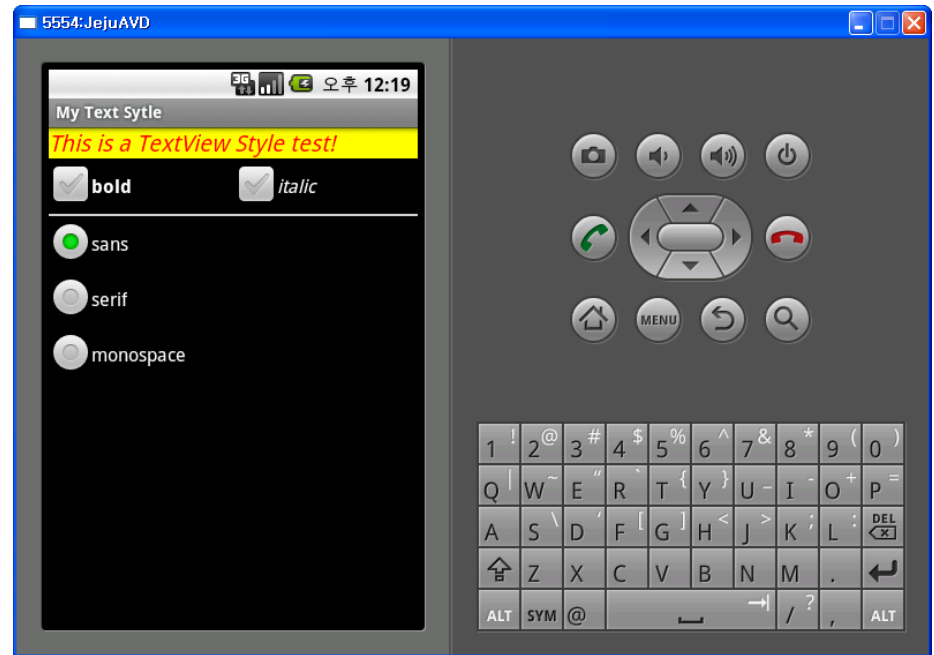 5554:JejuAVD
3G 오후 12:19
My Text Sytle
This is a TextView Style test!
bold italic
sans
serif
monospace
MENU
1 ! 2 @ 3 # 4 $ 5 % 6 ^ 7 & 8 * 9 ( 0 )
Q | W ~ E " R ` T { Y } U _ I - O + P =
A S \ D ' F [ G ] H < J > K ; L : DEL
Z X C V B N M .
ALT SYM @ / ? , ALT